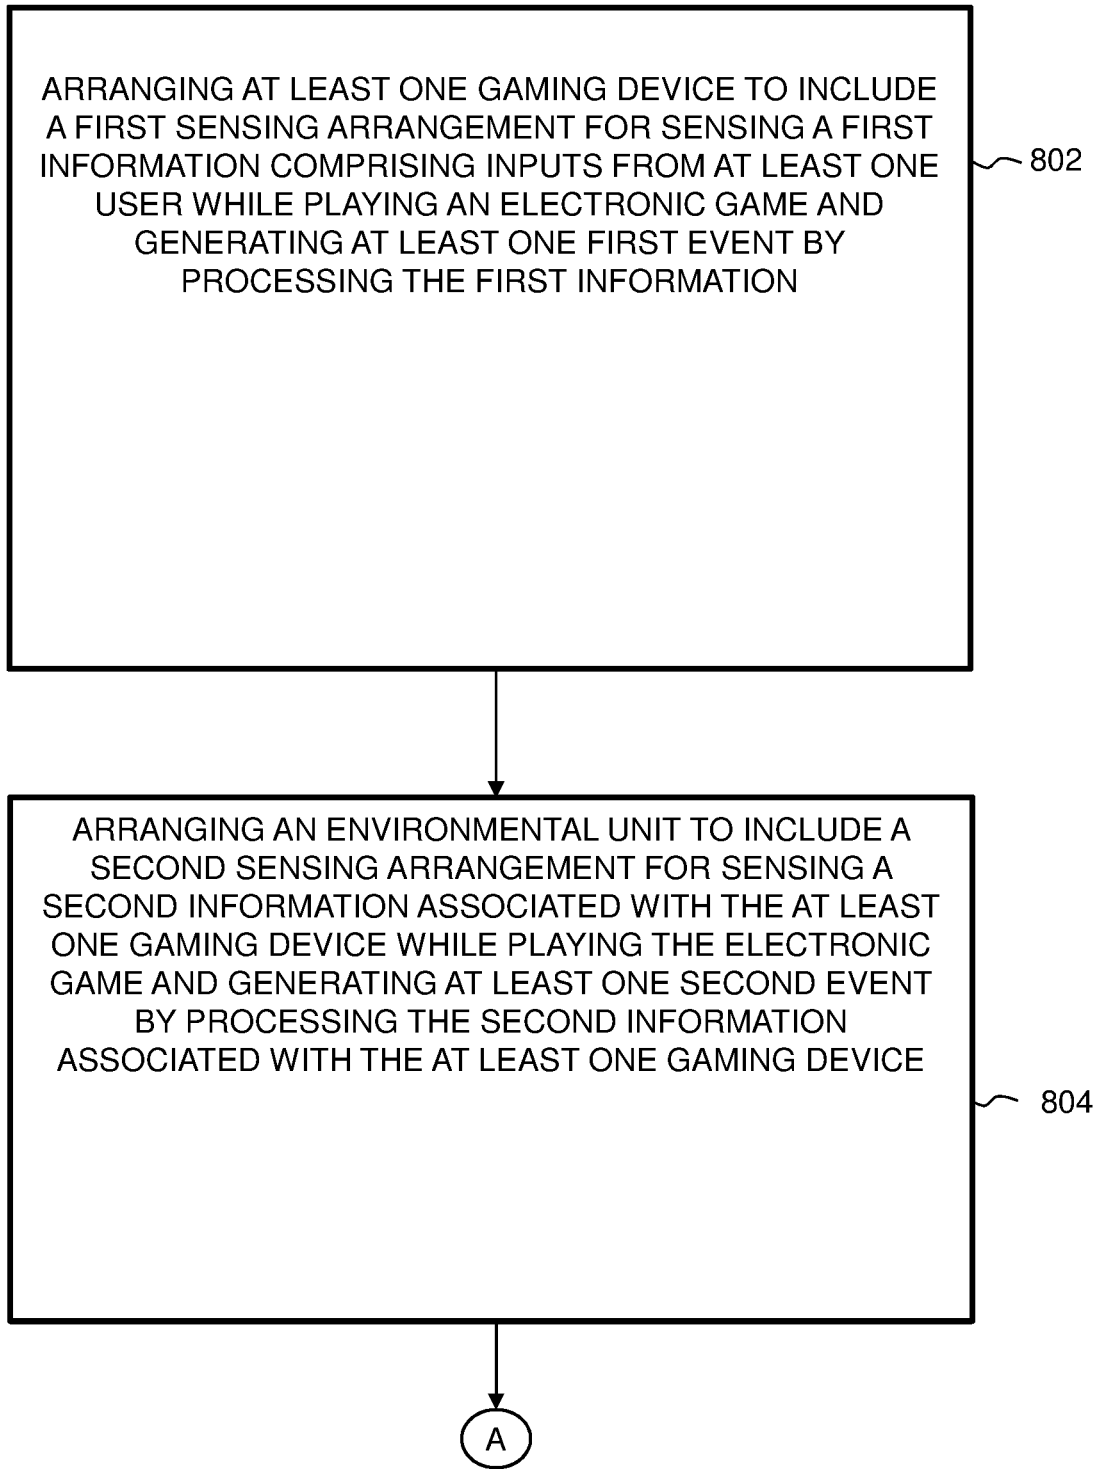 ARRANGING AT LEAST ONE GAMING DEVICE TO INCLUDE
A FIRST SENSING ARRANGEMENT FOR SENSING A FIRST
INFORMATION COMPRISING INPUTS FROM AT LEAST ONE
USER WHILE PLAYING AN ELECTRONIC GAME AND
GENERATING AT LEAST ONE FIRST EVENT BY
PROCESSING THE FIRST INFORMATION
802
ARRANGING AN ENVIRONMENTAL UNIT TO INCLUDE A
SECOND SENSING ARRANGEMENT FOR SENSING A
SECOND INFORMATION ASSOCIATED WITH THE AT LEAST
ONE GAMING DEVICE WHILE PLAYING THE ELECTRONIC
GAME AND GENERATING AT LEAST ONE SECOND EVENT
BY PROCESSING THE SECOND INFORMATION
ASSOCIATED WITH THE AT LEAST ONE GAMING DEVICE
804
A